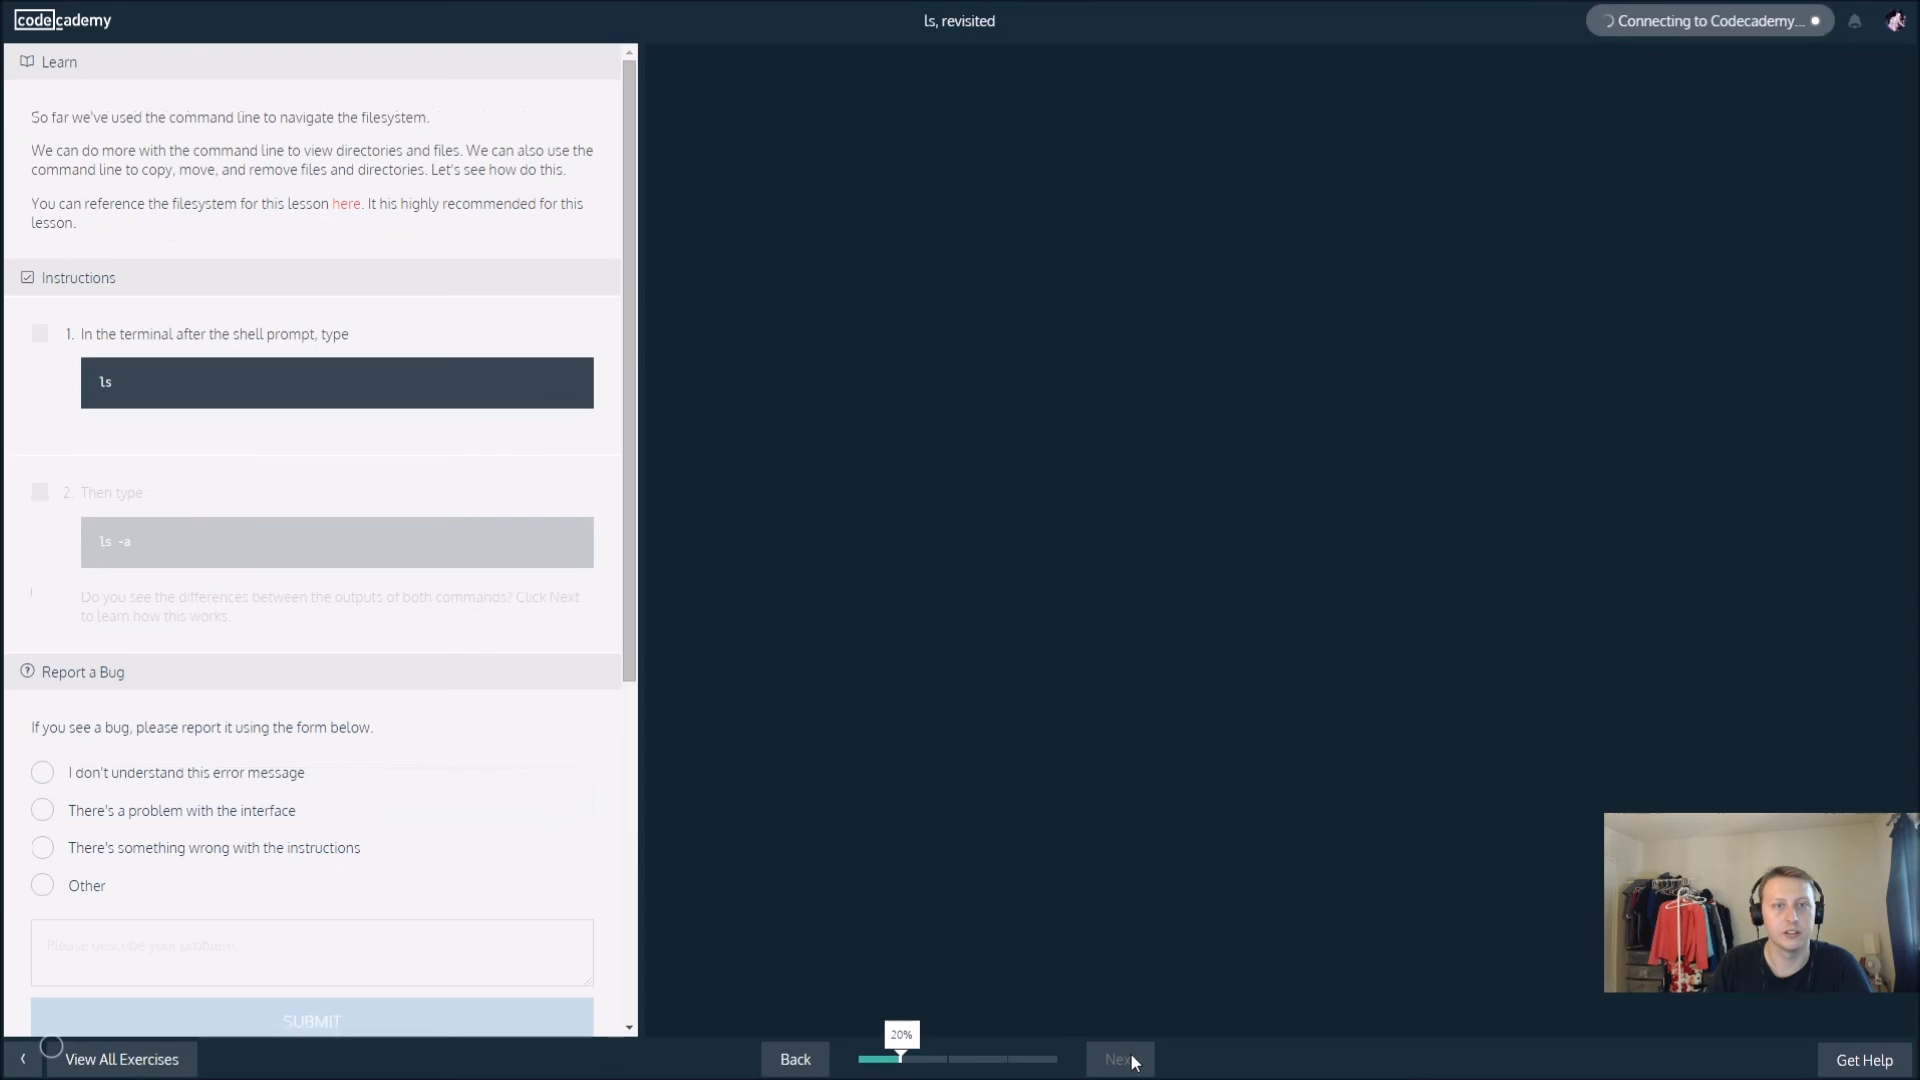 codecademy
ls, revisited
Connecting to Codecademy...
Learn
So far we've used the command line to navigate the filesystem.
We can do more with the command line to view directories and files. We can also use the
command line to copy, move, and remove files and directories. Let's see how do this.
You can reference the filesystem for this lesson here. It his highly recommended for this
lesson.
Instructions
1. In the terminal after the shell prompt, type
ls
2. Then type
ls -a
Do you see the differences between the outputs of both commands? Click Next
to learn how this works.
Report a Bug
If you see a bug, please report it using the form below.
I don't understand this error message
There's a problem with the interface
There's something wrong with the instructions
Other
Please describe your problem.
SUBMIT
20%
View All Exercises
Back
Next
Get Help